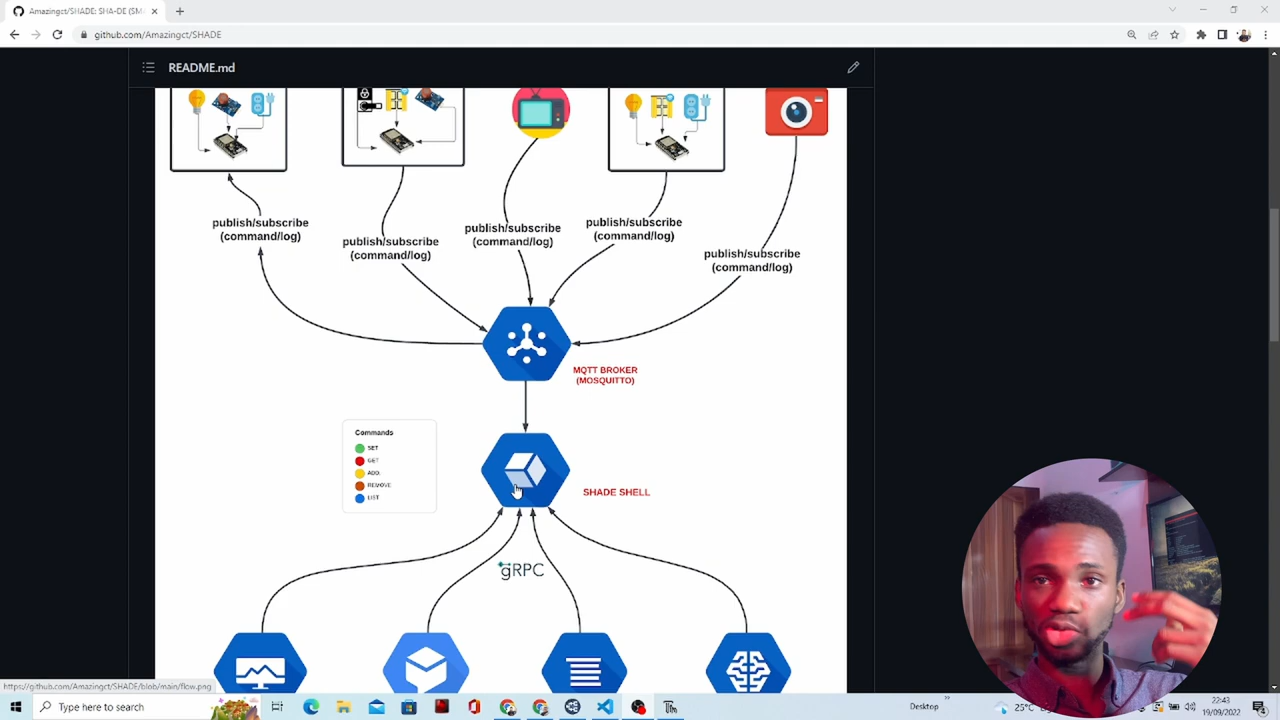 Amazingct/SHADE: SHA-DE (SMA
github.com/Amazingct/SHADE
README.md
publish/subscribe
(command/log)
publish/subscribe
(command/log)
publish/subscribe
(command/log)
publish/subscribe
(command/log)
publish/subscribe
(command/log)
MQTT BROKER
(MOSQUITTO)
Commands
SET
GET
ADD
REMOVE
LIST
SHADE SHELL
gRPC
https://github.com/Amazingct/SHADE/blob/main/flow.png
Type here to search
Desktop
25°C
22:43
19/09/2022